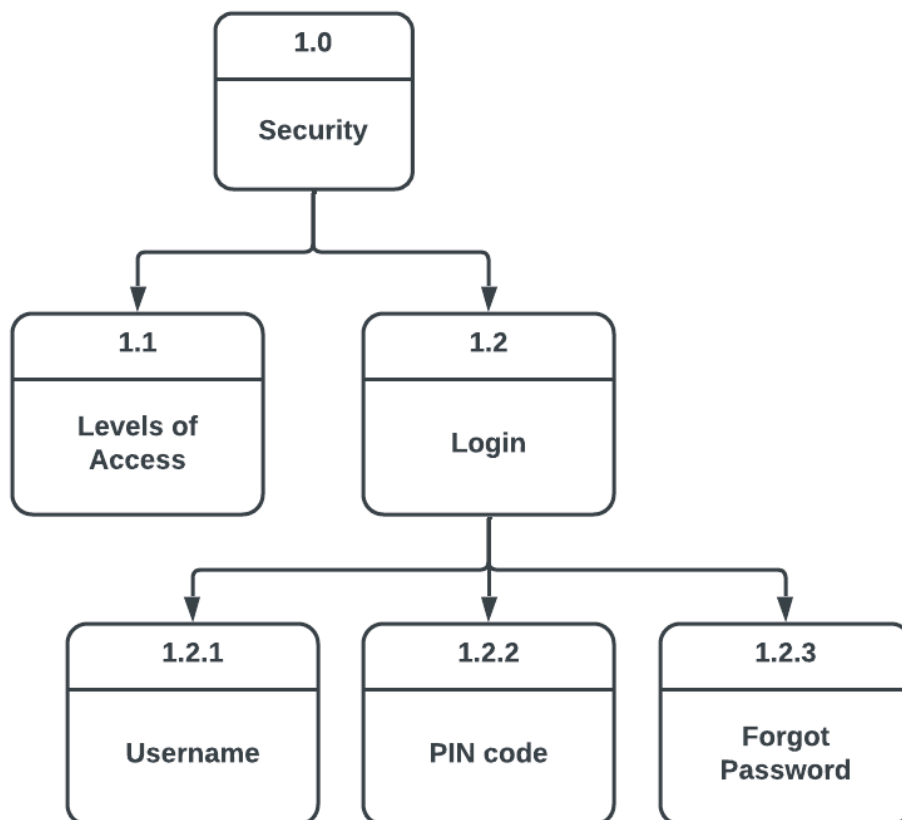 1.0
Security
1.1
Levels of
Access
1.2
Login
1.2.1
Username
1.2.2
PIN code
1.2.3
Forgot
Password